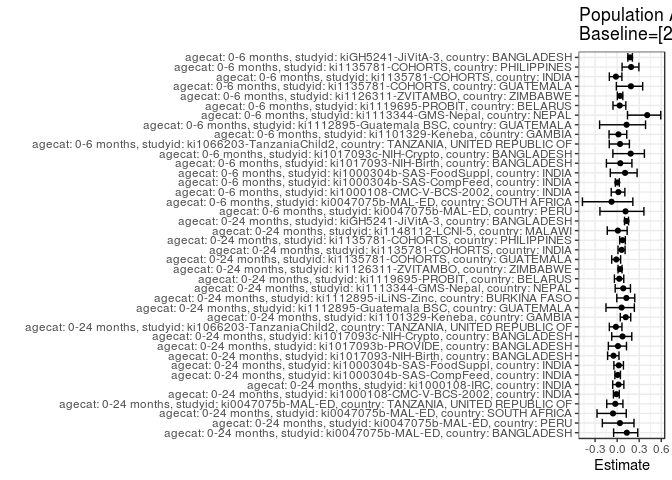 Population A
Baseline=[2
agecat: 0-6 months, studyid: kiGH5241-JiVitA-3, country: BANGLADESH
agecat: 0-6 months, studyid: ki1135781-COHORTS, country: PHILIPPINES
agecat: 0-6 months, studyid: ki1135781-COHORTS, country: INDIA
agecat: 0-6 months, studyid: ki1135781-COHORTS, country: GUATEMALA
agecat: 0-6 months, studyid: ki1126311-ZVITAMBO, country: ZIMBABWE
agecat: 0-6 months, studyid: ki1119695-PROBIT, country: BELARUS
agecat: 0-6 months, studyid: ki1113344-GMS-Nepal, country: NEPAL
agecat: 0-6 months, studyid: ki1112895-Guatemala BSC, country: GUATEMALA
agecat: 0-6 months, studyid: ki1101329-Keneba, country: GAMBIA
agecat: 0-6 months, studyid: ki1066203-TanzaniaChild2, country: TANZANIA, UNITED REPUBLIC OF
agecat: 0-6 months, studyid: ki1017093c-NIH-Crypto, country: BANGLADESH
agecat: 0-6 months, studyid: ki1017093-NIH-Birth, country: BANGLADESH
agecat: 0-6 months, studyid: ki1000304b-SAS-FoodSuppl, country: INDIA
agecat: 0-6 months, studyid: ki1000304b-SAS-CompFeed, country: INDIA
agecat: 0-6 months, studyid: ki1000108-CMC-V-BCS-2002, country: INDIA
agecat: 0-6 months, studyid: ki0047075b-MAL-ED, country: SOUTH AFRICA
agecat: 0-6 months, studyid: ki0047075b-MAL-ED, country: PERU
agecat: 0-24 months, studyid: kiGH5241-JiVitA-3, country: BANGLADESH
agecat: 0-24 months, studyid: ki1148112-LCNI-5, country: MALAWI
agecat: 0-24 months, studyid: ki1135781-COHORTS, country: PHILIPPINES
agecat: 0-24 months, studyid: ki1135781-COHORTS, country: INDIA
agecat: 0-24 months, studyid: ki1135781-COHORTS, country: GUATEMALA
agecat: 0-24 months, studyid: ki1126311-ZVITAMBO, country: ZIMBABWE
agecat: 0-24 months, studyid: ki1119695-PROBIT, country: BELARUS
agecat: 0-24 months, studyid: ki1113344-GMS-Nepal, country: NEPAL
agecat: 0-24 months, studyid: ki1112895-iLiNS-Zinc, country: BURKINA FASO
agecat: 0-24 months, studyid: ki1112895-Guatemala BSC, country: GUATEMALA
agecat: 0-24 months, studyid: ki1101329-Keneba, country: GAMBIA
agecat: 0-24 months, studyid: ki1066203-TanzaniaChild2, country: TANZANIA, UNITED REPUBLIC OF
agecat: 0-24 months, studyid: ki1017093c-NIH-Crypto, country: BANGLADESH
agecat: 0-24 months, studyid: ki1017093b-PROVIDE, country: BANGLADESH
agecat: 0-24 months, studyid: ki1017093-NIH-Birth, country: BANGLADESH
agecat: 0-24 months, studyid: ki1000304b-SAS-FoodSuppl, country: INDIA
agecat: 0-24 months, studyid: ki1000304b-SAS-CompFeed, country: INDIA
agecat: 0-24 months, studyid: ki1000108-IRC, country: INDIA
agecat: 0-24 months, studyid: ki1000108-CMC-V-BCS-2002, country: INDIA
agecat: 0-24 months, studyid: ki0047075b-MAL-ED, country: TANZANIA, UNITED REPUBLIC OF
agecat: 0-24 months, studyid: ki0047075b-MAL-ED, country: SOUTH AFRICA
agecat: 0-24 months, studyid: ki0047075b-MAL-ED, country: PERU
agecat: 0-24 months, studyid: ki0047075b-MAL-ED, country: BANGLADESH
-0.3 0.0 0.3 0.6
Estimate